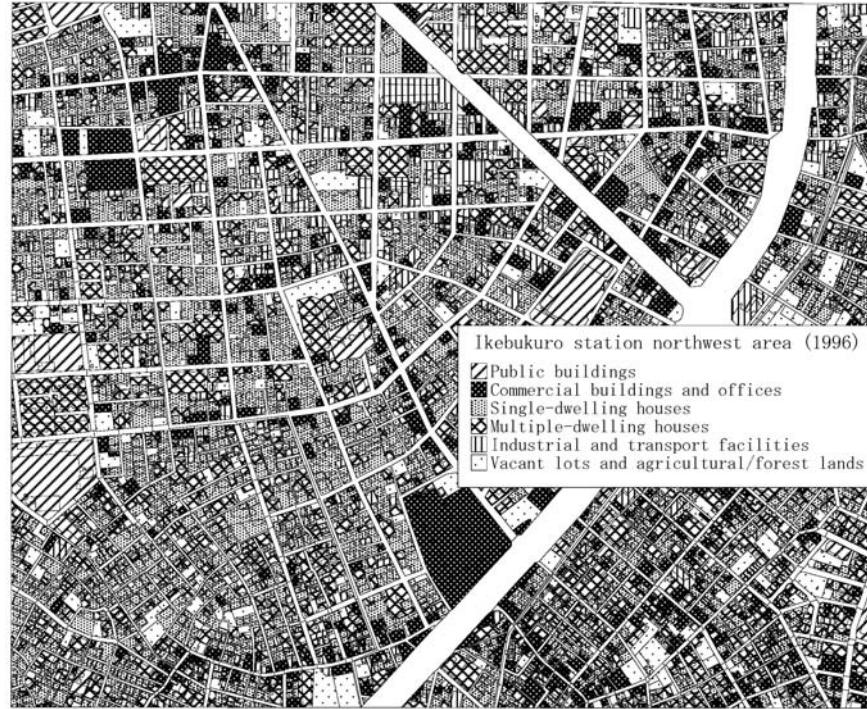 Ikebukuro station northwest area (1996)
Public buildings
Commercial buildings and offices
Single-dwelling houses
Multiple-dwelling houses
Industrial and transport facilities
Vacant lots and agricultural/forest lands